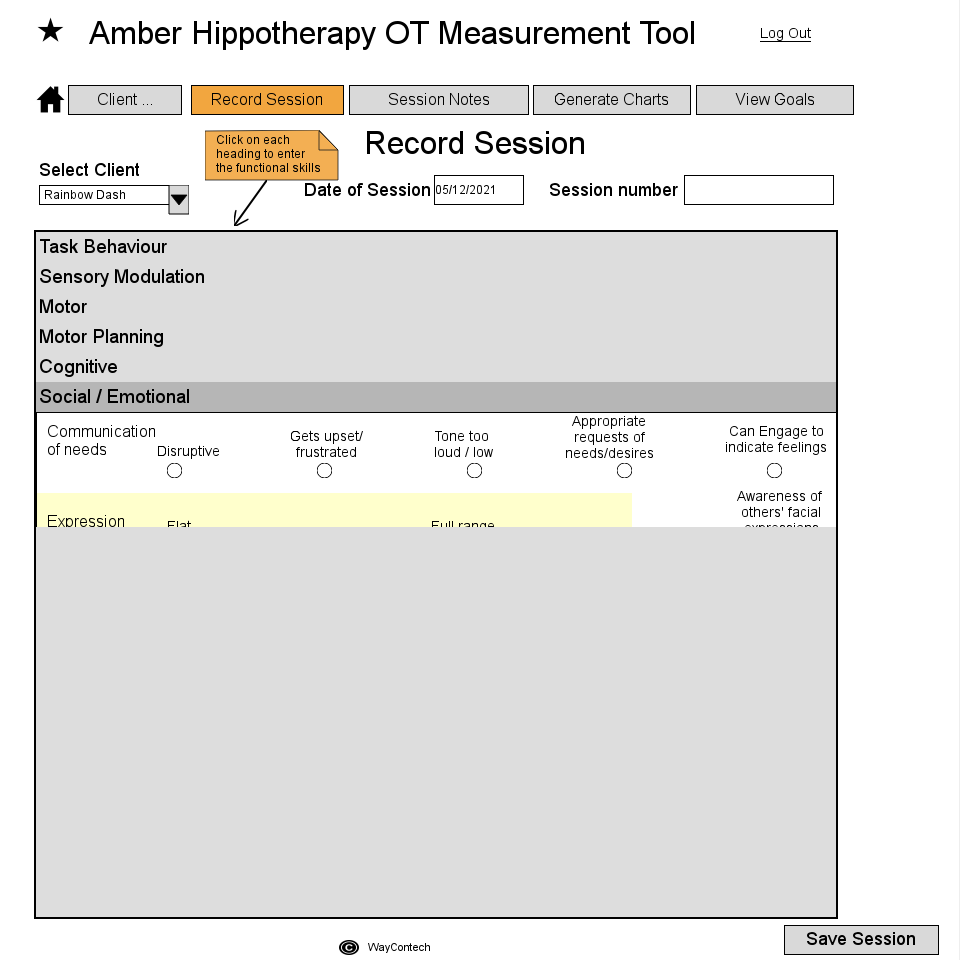 ★ Amber Hippotherapy OT Measurement Tool
Log Out
Client ...
Record Session
Session Notes
Generate Charts
View Goals
Click on each
heading to enter
the functional skills
Record Session
Select Client
Rainbow Dash
Date of Session 05/12/2021
Session number
Task Behaviour
Sensory Modulation
Motor
Motor Planning
Cognitive
Social / Emotional
Communication
of needs
Disruptive
Gets upset/
frustrated
Tone too
loud / low
Appropriate
requests of
needs/desires
Can Engage to
indicate feelings
Expression
Flat
Full range
Awareness of
others' facial
expressions
© WayContech
Save Session